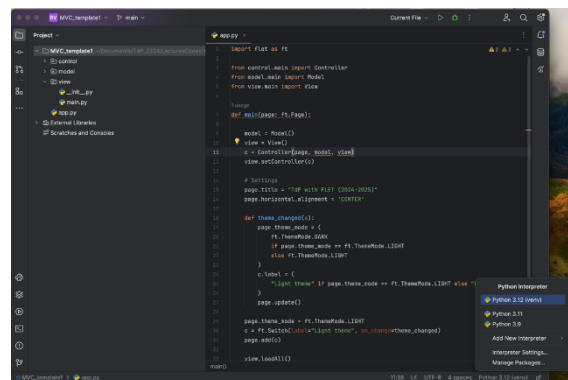 MVC_template1
main
Current File
Project
app.py
MVC_template1
control
model
view
__init__.py
main.py
app.py
External Libraries
Scratches and Consoles
import flet as ft
from control.main import Controller
from model.main import Model
from view.main import View
1 usage
def main(page: ft.Page):
model = Model()
view = View()
c = Controller(page, model, view)
view.setController(c)
# Settings
page.title = "TdP with FLET (2024-2025)"
page.horizontal_alignment = 'CENTER'
def theme_changed(c):
page.theme_mode = (
ft.ThemeMode.DARK
if page.theme_mode == ft.ThemeMode.LIGHT
else ft.ThemeMode.LIGHT
)
c.label = (
"Light theme" if page.theme_mode == ft.ThemeMode.LIGHT else
)
page.update()
page.theme_mode = ft.ThemeMode.LIGHT
c = ft.Switch(label="Light theme", on_change=theme_changed)
page.add(c)
view.loadAll()
main()
Python Interpreter
Python 3.12 (venv)
Python 3.11
Python 3.9
Add New Interpreter
Interpreter Settings...
Manage Packages...
MVC_template1 > app.py
11:38 LF UTF-8 4 spaces Python 3.12 (venv)